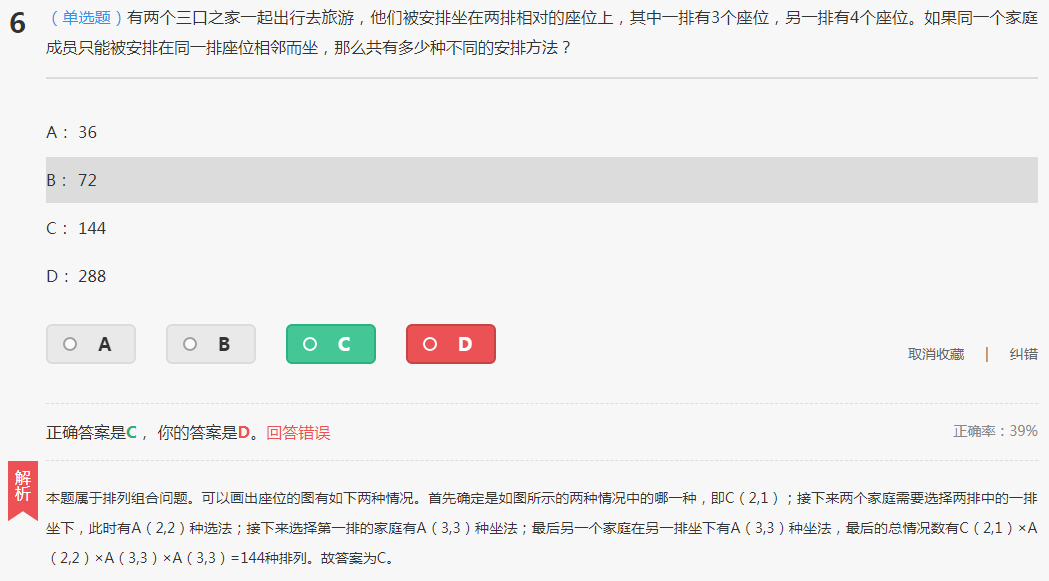 6 （单选题）有两个三口之家一起出行去旅游，他们被安排坐在两排相对的座位上，其中一排有3个座位，另一排有4个座位。如果同一个家庭
成员只能被安排在同一排座位相邻而坐，那么共有多少种不同的安排方法？
A： 36
B： 72
C： 144
D： 288
A B C D
取消收藏 | 纠错
正确答案是C， 你的答案是D。回答错误 正确率：39%
解析
本题属于排列组合问题。可以画出座位的图有如下两种情况。首先确定是如图所示的两种情况中的哪一种，即C（2,1）；接下来两个家庭需要选择两排中的一排
坐下，此时有A（2,2）种选法；接下来选择第一排的家庭有A（3,3）种坐法；最后另一个家庭在另一排坐下有A（3,3）种坐法，最后的总情况数有C（2,1）×A
（2,2）×A（3,3）×A（3,3）=144种排列。故答案为C。